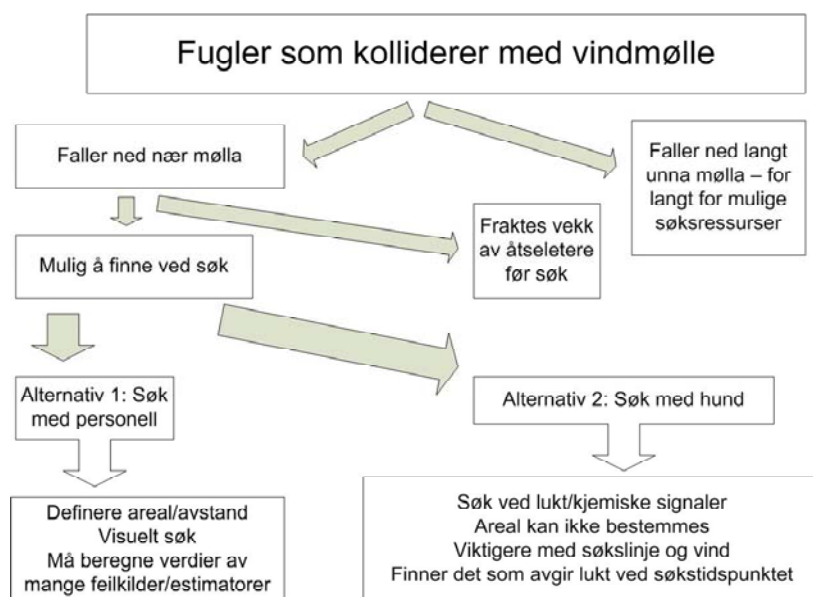 Fugler som kolliderer med vindmølle
Faller ned nær mølla
Faller ned langt
unna mølla – for
langt for mulige
søksressurser
Fraktes vekk
av åtseletere
før søk
Mulig å finne ved søk
Alternativ 1: Søk
med personell
Alternativ 2: Søk med hund
Definere areal/avstand
Visuelt søk
Må beregne verdier av
mange feilkilder/estimatorer
Søk ved lukt/kjemiske signaler
Areal kan ikke bestemmes
Viktigere med søkslinje og vind
Finner det som avgir lukt ved søkstidspunktet